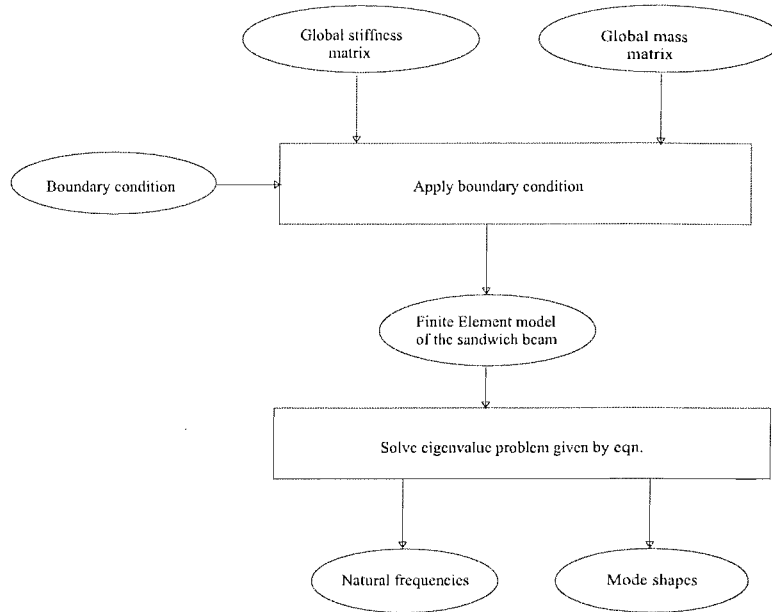 Global stiffness
matrix
Global mass
matrix
Boundary condition
Apply boundary condition
Finite Element model
of the sandwich beam
Solve eigenvalue problem given by eqn.
Natural frequencies
Mode shapes